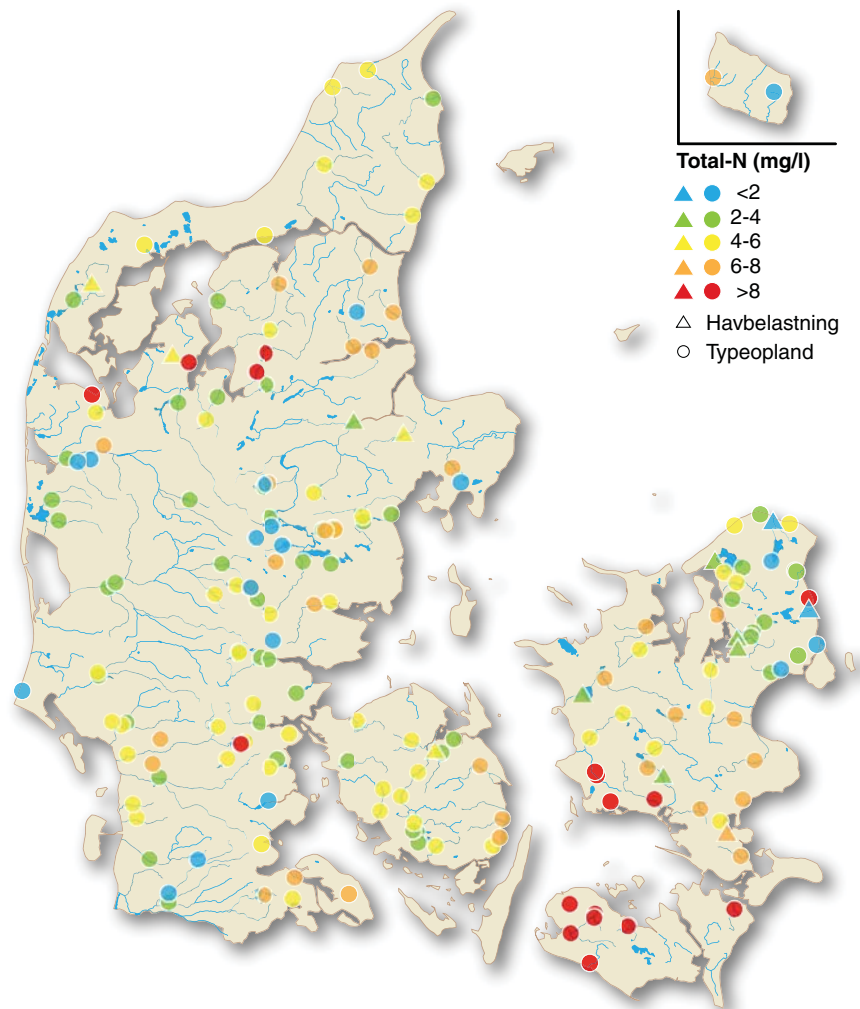 Total-N (mg/l)
<2
2-4
4-6
6-8
>8
Havbelastning
Typeopland